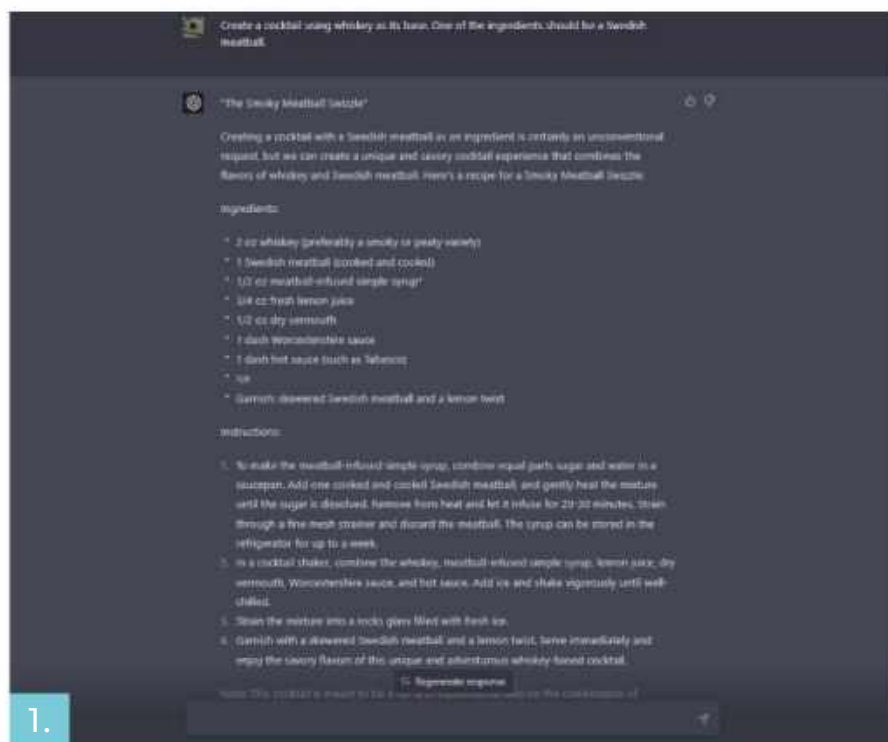 Create a cocktail using whiskey as its base. One of the ingredients should be a Swedish
meatball.
"The Smoky Meatball Swizzle"
Creating a cocktail with a Swedish meatball as an ingredient is certainly an unconventional
request, but we can create a unique and savory cocktail experience that combines the
flavors of whiskey and Swedish meatball. Here's a recipe for a Smoky Meatball Swizzle:
Ingredients:
* 2 oz whiskey (preferably a smoky or peaty variety)
* 1 Swedish meatball (cooked and cooled)
* 1/2 oz meatball-infused simple syrup*
* 3/4 oz fresh lemon juice
* 1/2 oz dry vermouth
* 1 dash Worcestershire sauce
* 1 dash hot sauce (such as Tabasco)
* Ice
* Garnish: skewered Swedish meatball and a lemon twist
Instructions:
1. To make the meatball-infused simple syrup, combine equal parts sugar and water in a
saucepan. Add one cooked and cooled Swedish meatball, and gently heat the mixture
until the sugar is dissolved. Remove from heat and let it infuse for 20-30 minutes. Strain
through a fine mesh strainer and discard the meatball. The syrup can be stored in the
refrigerator for up to a week.
2. In a cocktail shaker, combine the whiskey, meatball-infused simple syrup, lemon juice, dry
vermouth, Worcestershire sauce, and hot sauce. Add ice and shake vigorously until well-
chilled.
3. Strain the mixture into a rocks glass filled with fresh ice.
4. Garnish with a skewered Swedish meatball and a lemon twist. Serve immediately and
enjoy the savory flavors of this unique and adventurous whiskey-based cocktail.
Regenerate response
Note: This cocktail is meant to be a the combination of
1.